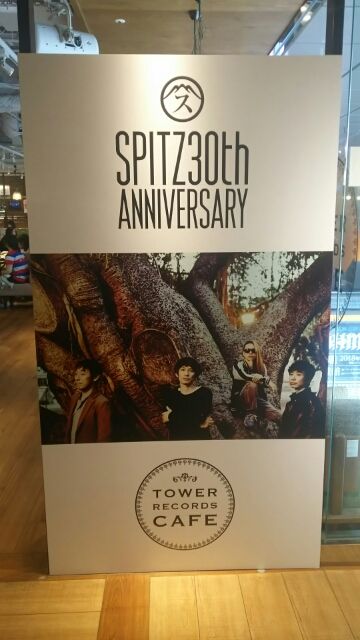 ス
SPITZ30th
ANNIVERSARY
TOWER
RECORDS
CAFE